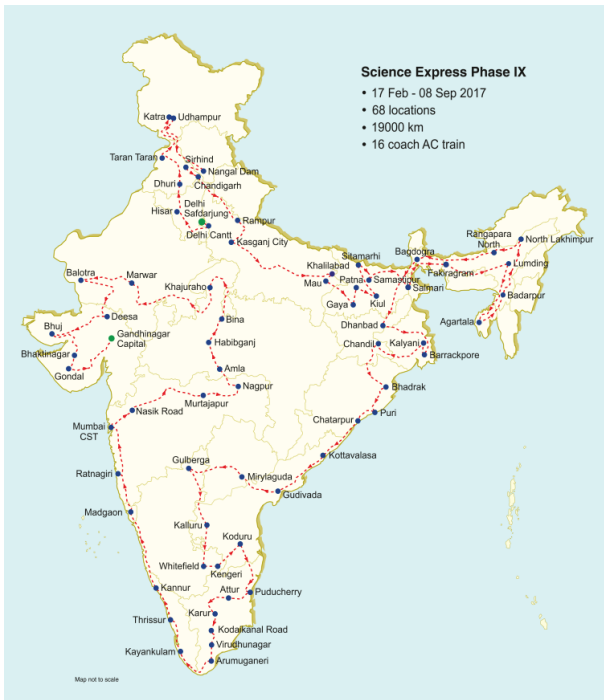 Science Express Phase IX
• 17 Feb - 08 Sep 2017
• 68 locations
• 19000 km
• 16 coach AC train
Katra
Udhampur
Taran Taran
Sirhind
Nangal Dam
Chandigarh
Dhuri
Delhi
Safdarjung
Hisar
Rampur
Delhi Cantt
Kasganj City
Rangapara
North
North Lakhimpur
Bagdogra
Sitamarhi
Fakiragram
Lumding
Khalilabad
Patna
Samastipur
Mau
Salmari
Badarpur
Gaya
Kiul
Balotra
Marwar
Khajuraho
Deesa
Bhuj
Gandhinagar
Capital
Bina
Dhanbad
Agartala
Chandil
Kalyani
Habibganj
Bhaktinagar
Barrackpore
Gondal
Amla
Nagpur
Bhadrak
Murtajapur
Nasik Road
Puri
Chatarpur
Mumbai
CST
Kottavalasa
Gulberga
Ratnagiri
Mirylaguda
Gudivada
Madgaon
Kalluru
Koduru
Whitefield
Kengeri
Kannur
Attur
Puducherry
Thrissur
Karur
Kodaikanal Road
Virudhunagar
Kayankulam
Arumuganeri
Map not to scale